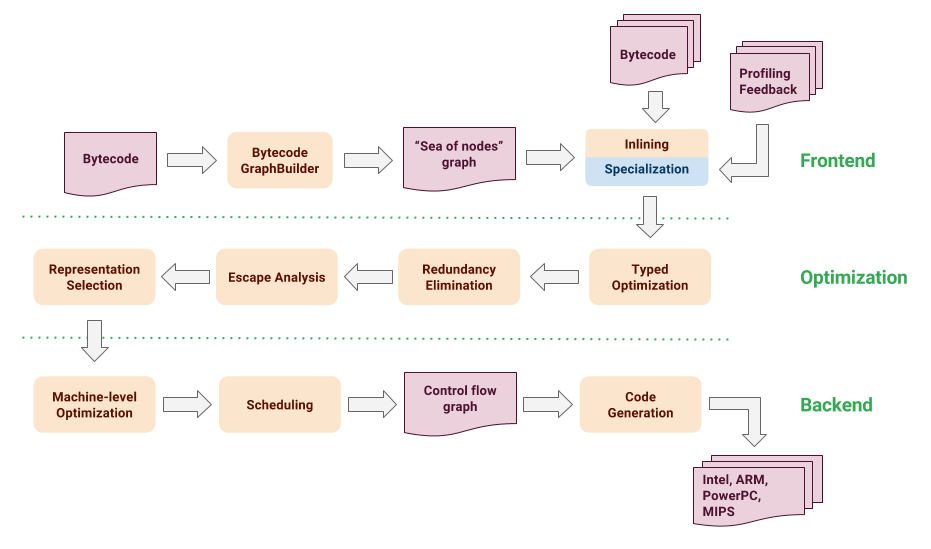 Bytecode
Profiling
Feedback
Bytecode
Bytecode
GraphBuilder
“Sea of nodes”
graph
Inlining
Specialization
Frontend
Representation
Selection
Escape Analysis
Redundancy
Elimination
Typed
Optimization
Optimization
Machine-level
Optimization
Scheduling
Control flow
graph
Code
Generation
Backend
Intel, ARM,
PowerPC,
MIPS